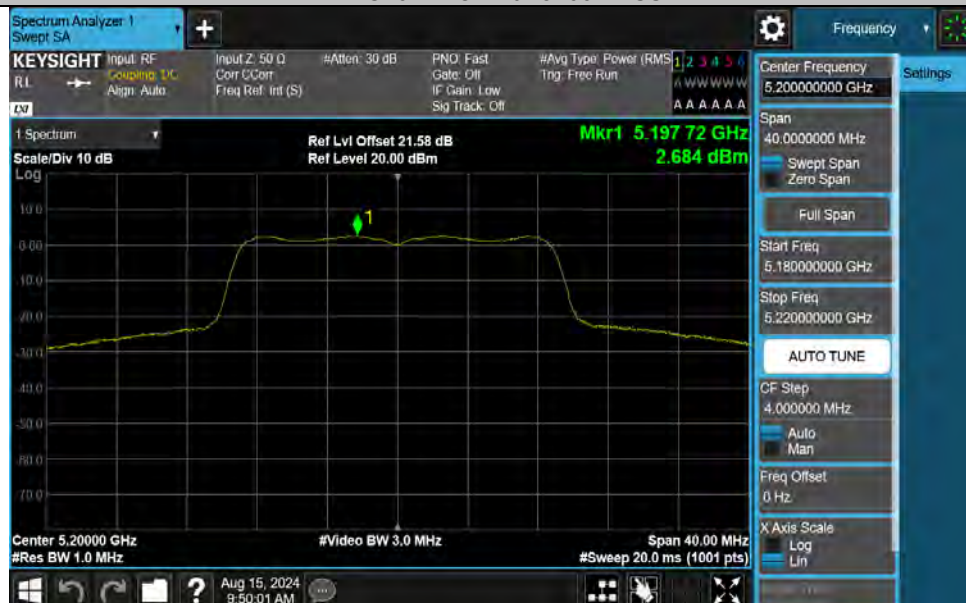 Spectrum Analyzer 1
Swept SA
+
Frequency
KEYSIGHT
RL
LXI
Input: RF
Coupling: DC
Align: Auto
Input Z: 50 Ω
Corr CCorr
Freq Ref: Int (S)
#Atten: 30 dB
PNO: Fast
Gate: Off
IF Gain: Low
Sig Track: Off
#Avg Type: Power (RMS
Trig: Free Run
1 2 3 4 5 6
A W W W W W
A A A A A A
Center Frequency
5.200000000 GHz
Settings
1 Spectrum
Scale/Div 10 dB
Log
Ref Lvl Offset 21.58 dB
Ref Level 20.00 dBm
Mkr1 5.197 72 GHz
2.684 dBm
Span
40.0000000 MHz
Swept Span
Zero Span
Full Span
Start Freq
5.180000000 GHz
Stop Freq
5.220000000 GHz
AUTO TUNE
CF Step
4.000000 MHz
Auto
Man
Freq Offset
0 Hz
X Axis Scale
Log
Lin
1
10.0
0.00
-10.0
-20.0
-30.0
-40.0
-50.0
-60.0
-70.0
Center 5.20000 GHz
#Res BW 1.0 MHz
#Video BW 3.0 MHz
Span 40.00 MHz
#Sweep 20.0 ms (1001 pts)
?
Aug 15, 2024
9:50:01 AM